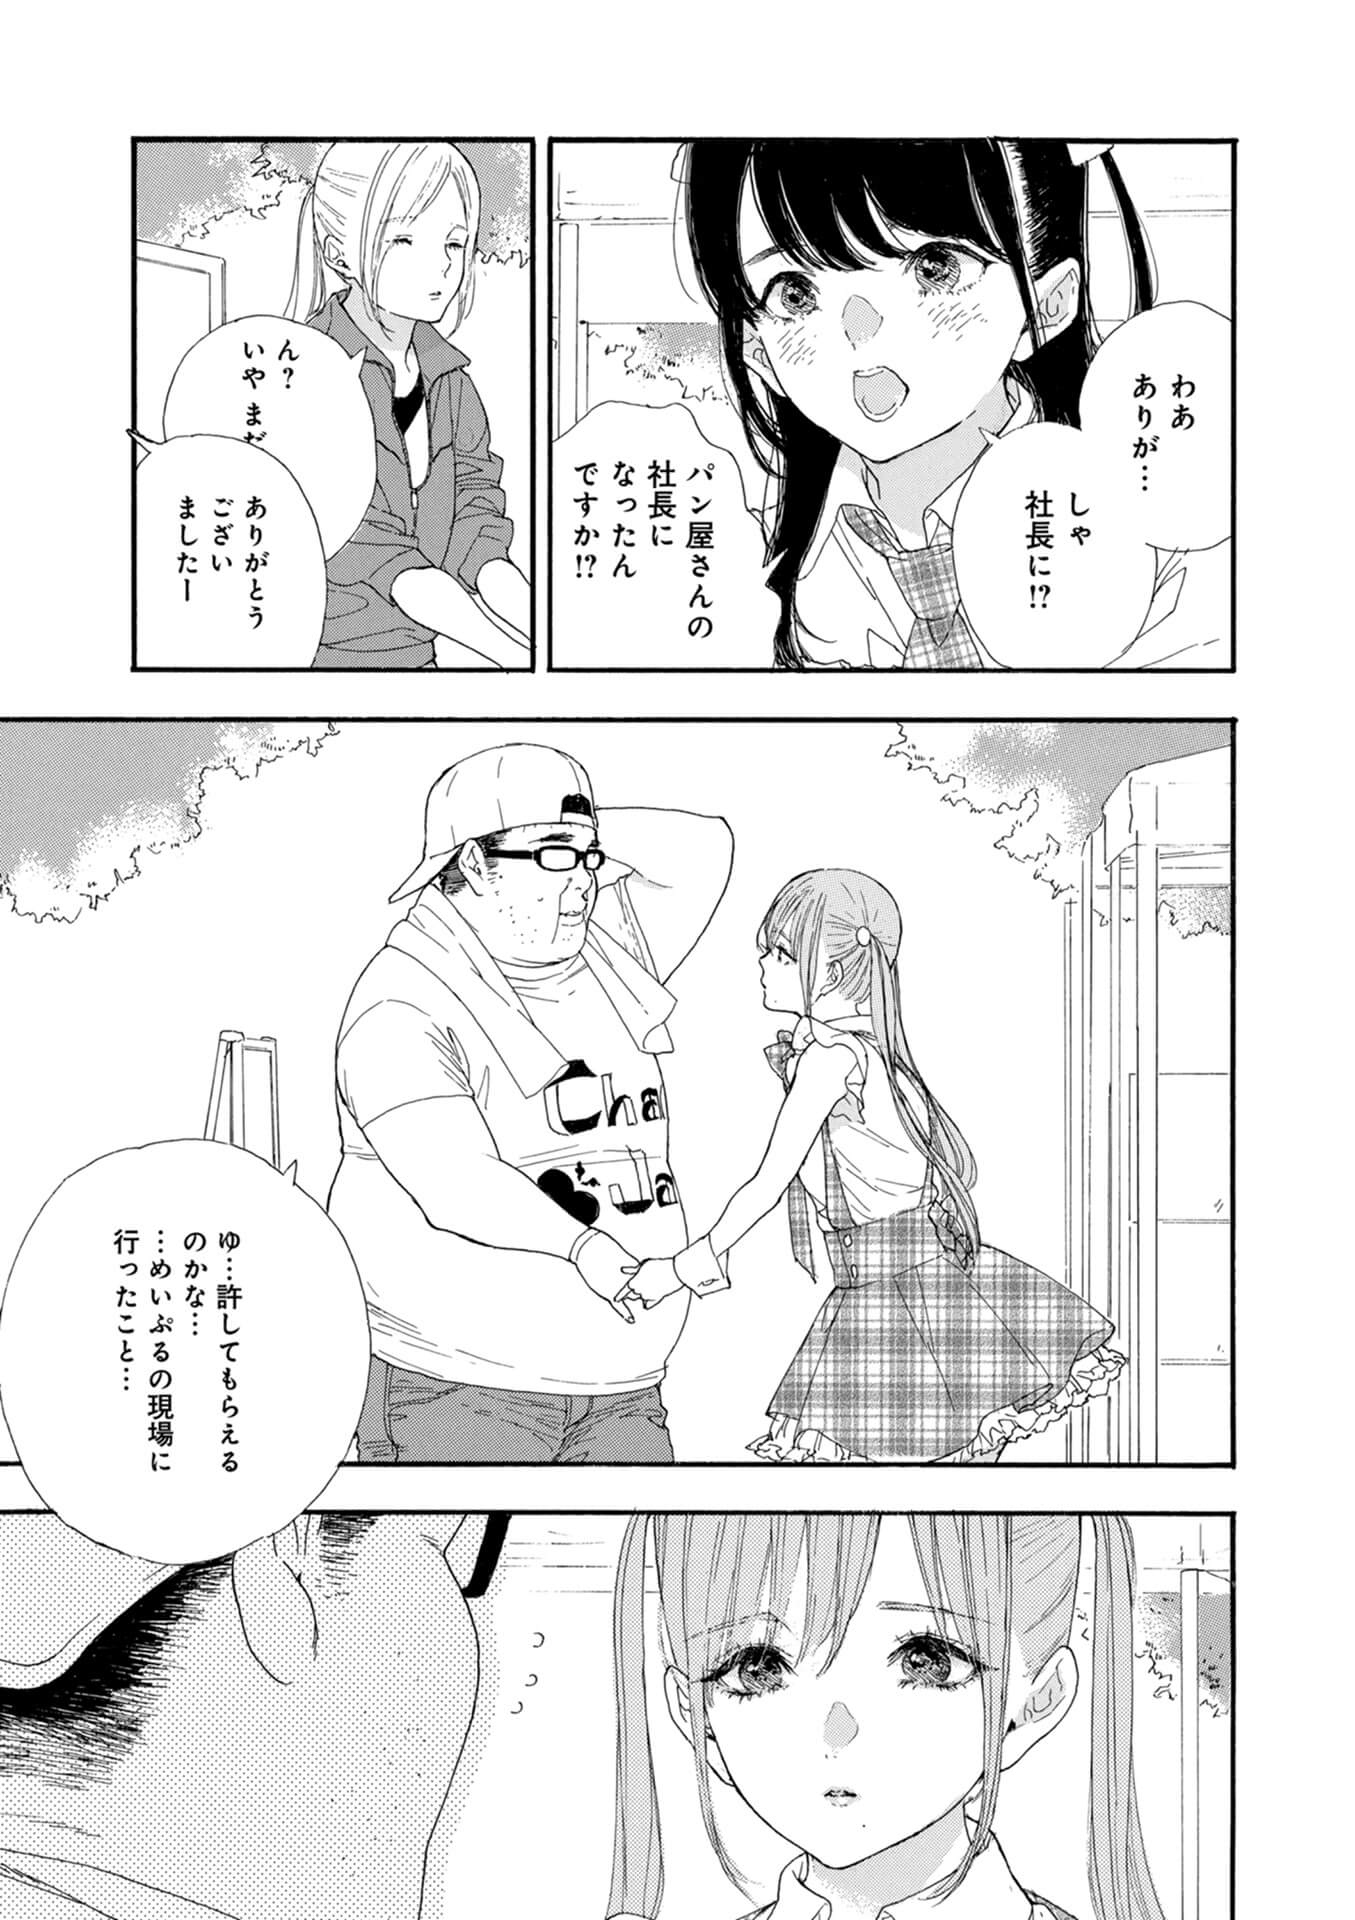 わあ
ありが…
しゃ
社長に!?
パン屋さんの
社長に
なったん
ですか!?
ん?
いや まだ
ありがとう
ござい
ましたー
Cha
Ja
ゆ…許してもらえる
のかな…
…めいぷるの現場に
行ったこと…